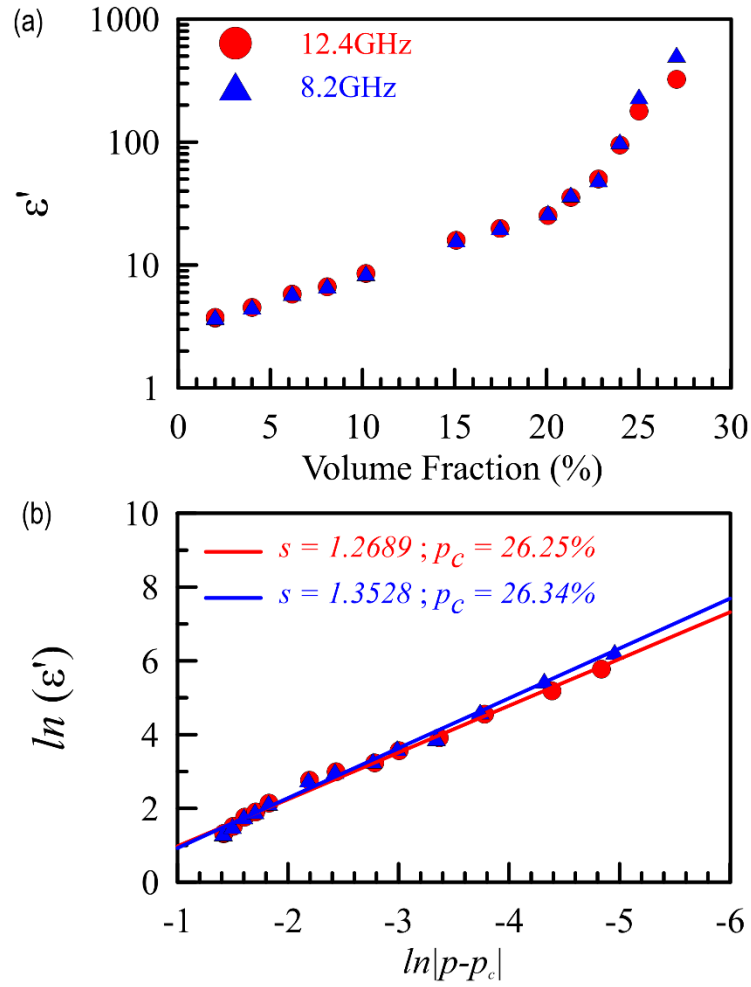 (a)
1000
100
10
1
ε'
12.4GHz
8.2GHz
0 5 10 15 20 25 30
Volume Fraction (%)
(b)
10
8
6
4
2
0
ln (ε')
s = 1.2689 ; pc = 26.25%
s = 1.3528 ; pc = 26.34%
-1 -2 -3 -4 -5 -6
ln|p-pc|